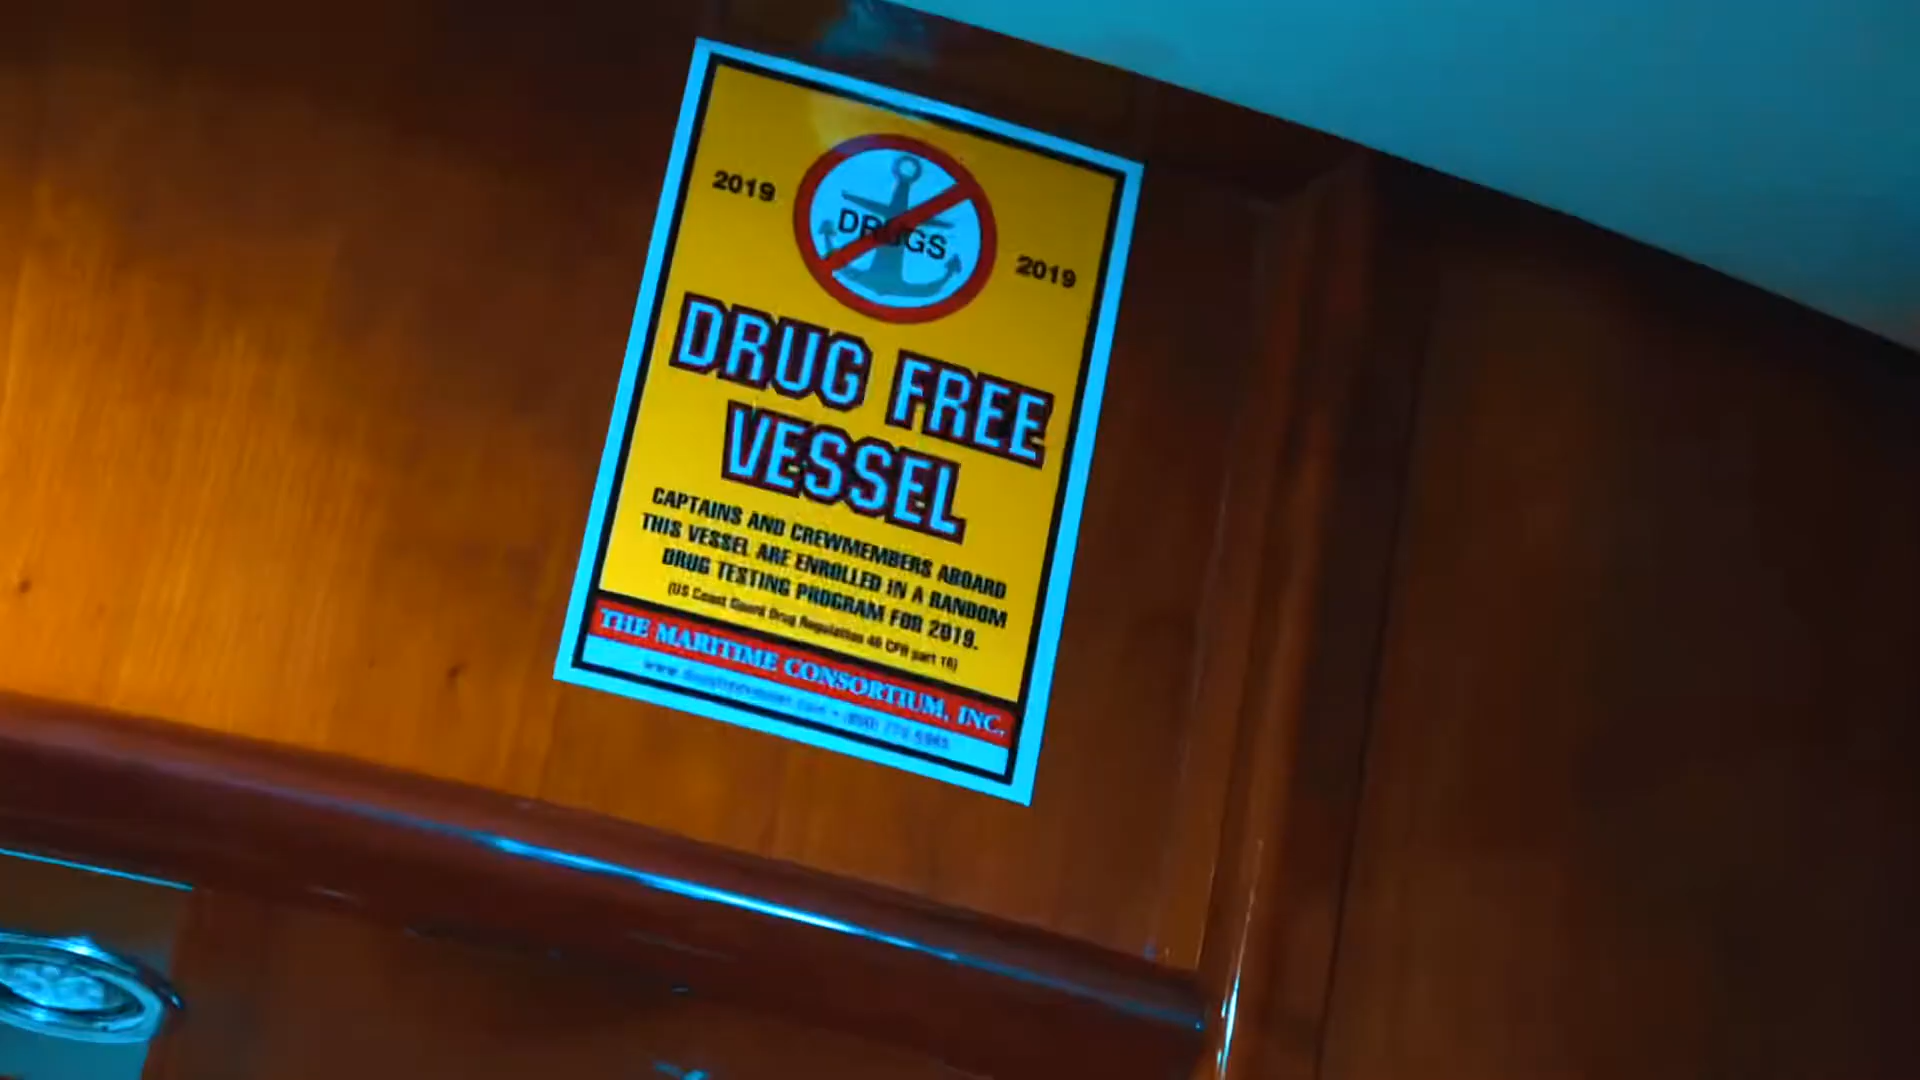 2019
DRUGS
2019
DRUG FREE
VESSEL
CAPTAINS AND CREWMEMBERS ABOARD
THIS VESSEL ARE ENROLLED IN A RANDOM
DRUG TESTING PROGRAM FOR 2019.
(US Coast Guard Drug Regulation 46 CFR part 16)
THE MARITIME CONSORTIUM, INC.